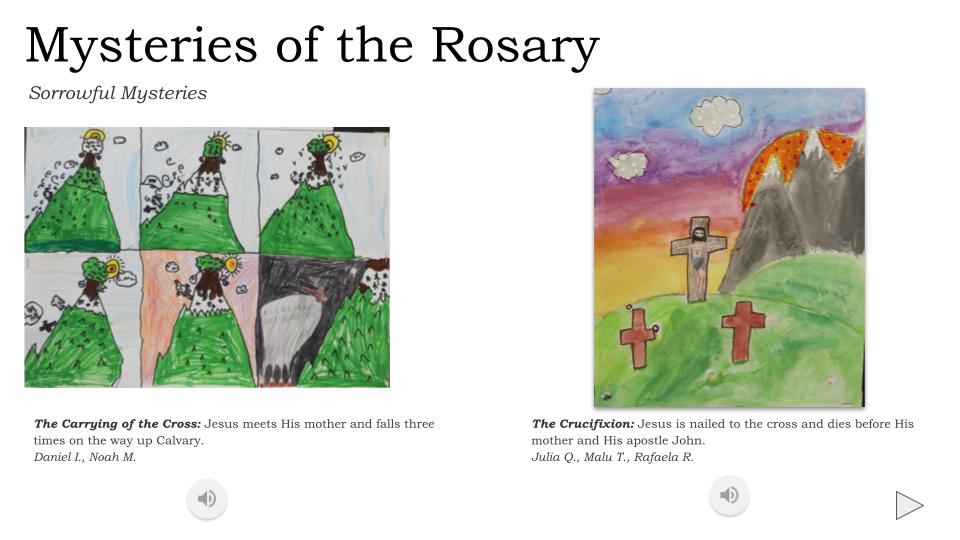 Mysteries of the Rosary
Sorrowful Mysteries
The Carrying of the Cross: Jesus meets His mother and falls three
times on the way up Calvary.
Daniel I., Noah M.
The Crucifixion: Jesus is nailed to the cross and dies before His
mother and His apostle John.
Julia Q., Malu T., Rafaela R.